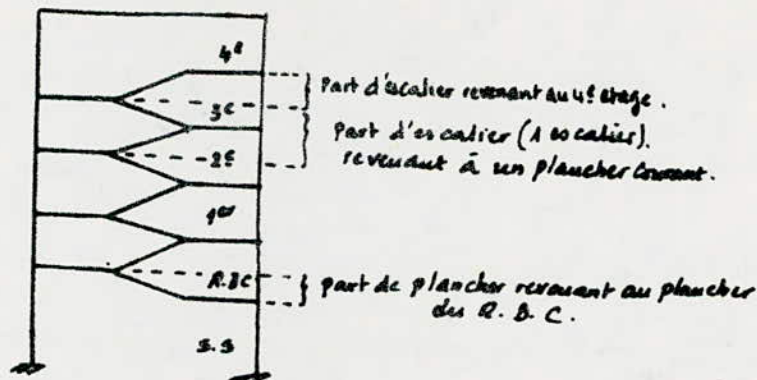 4e
part d'escalier revenant au 4e etage.
3e
part d'escalier (1 escalier).
2e
revenant à un plancher courant.
1er
R.D.C
part de plancher revenant au plancher
du R.D.C.
S.S